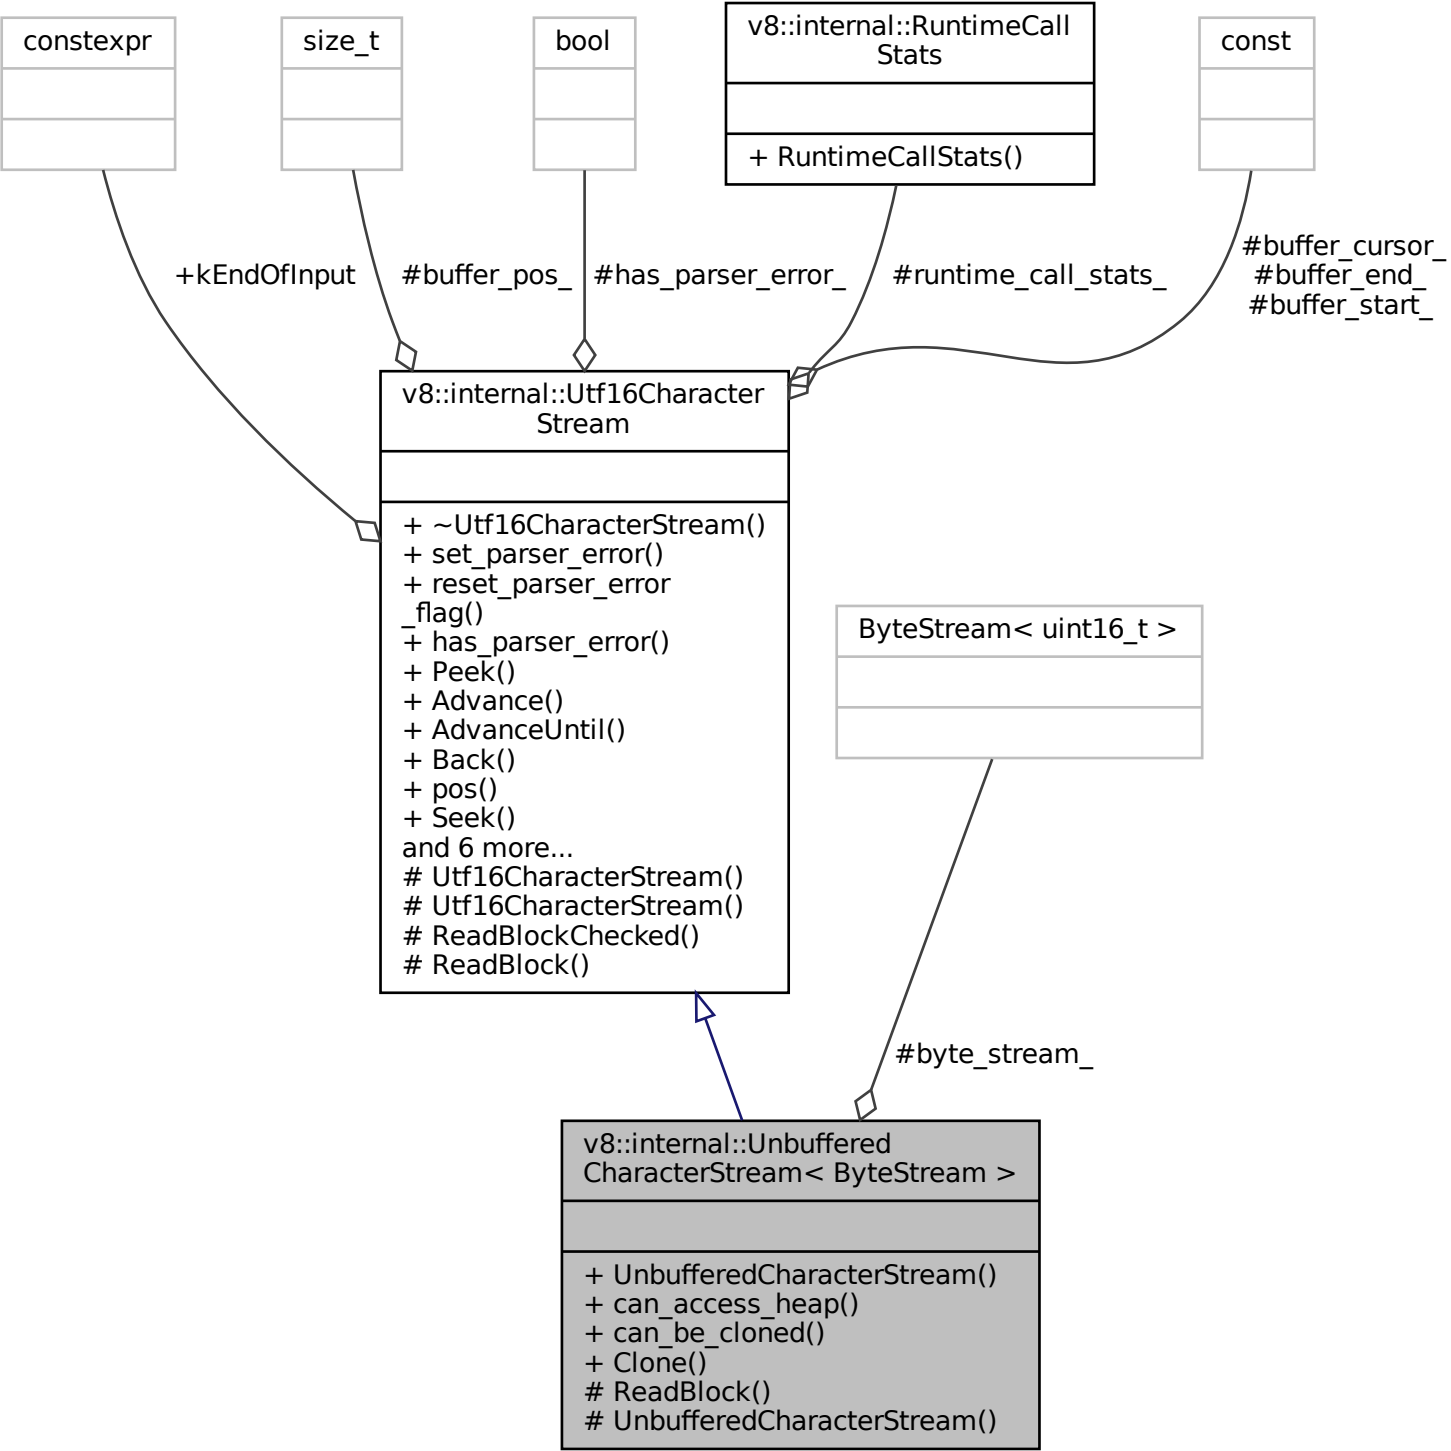 constexpr
size_t
bool
v8::internal::RuntimeCall
Stats
+ RuntimeCallStats()
const
+kEndOfInput
#buffer_pos_
#has_parser_error_
#runtime_call_stats_
#buffer_cursor_
#buffer_end_
#buffer_start_
v8::internal::Utf16Character
Stream
+ ~Utf16CharacterStream()
+ set_parser_error()
+ reset_parser_error
_flag()
+ has_parser_error()
+ Peek()
+ Advance()
+ AdvanceUntil()
+ Back()
+ pos()
+ Seek()
and 6 more...
# Utf16CharacterStream()
# Utf16CharacterStream()
# ReadBlockChecked()
# ReadBlock()
ByteStream< uint16_t >
#byte_stream_
v8::internal::Unbuffered
CharacterStream< ByteStream >
+ UnbufferedCharacterStream()
+ can_access_heap()
+ can_be_cloned()
+ Clone()
# ReadBlock()
# UnbufferedCharacterStream()